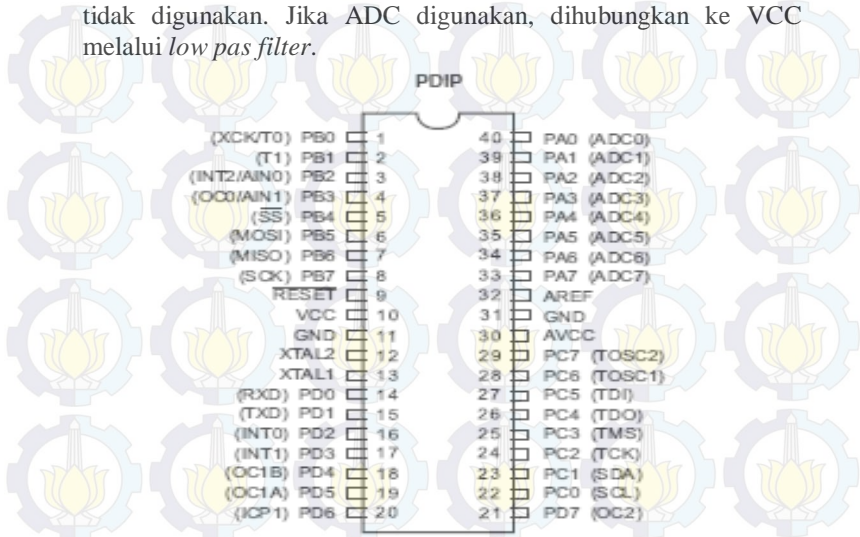 tidak digunakan. Jika ADC digunakan, dihubungkan ke VCC
melalui low pas filter.
PDIP
(XCK/T0) PB0 1 40 PA0 (ADC0)
(T1) PB1 2 39 PA1 (ADC1)
(INT2/AIN0) PB2 3 38 PA2 (ADC2)
(OC0/AIN1) PB3 4 37 PA3 (ADC3)
(SS) PB4 5 36 PA4 (ADC4)
(MOSI) PB5 6 35 PA5 (ADC5)
(MISO) PB6 7 34 PA6 (ADC6)
(SCK) PB7 8 33 PA7 (ADC7)
RESET 9 32 AREF
VCC 10 31 GND
GND 11 30 AVCC
XTAL2 12 29 PC7 (TOSC2)
XTAL1 13 28 PC6 (TOSC1)
(RXD) PD0 14 27 PC5 (TDI)
(TXD) PD1 15 26 PC4 (TDO)
(INT0) PD2 16 25 PC3 (TMS)
(INT1) PD3 17 24 PC2 (TCK)
(OC1B) PD4 18 23 PC1 (SDA)
(OC1A) PD5 19 22 PC0 (SCL)
(ICP1) PD6 20 21 PD7 (OC2)